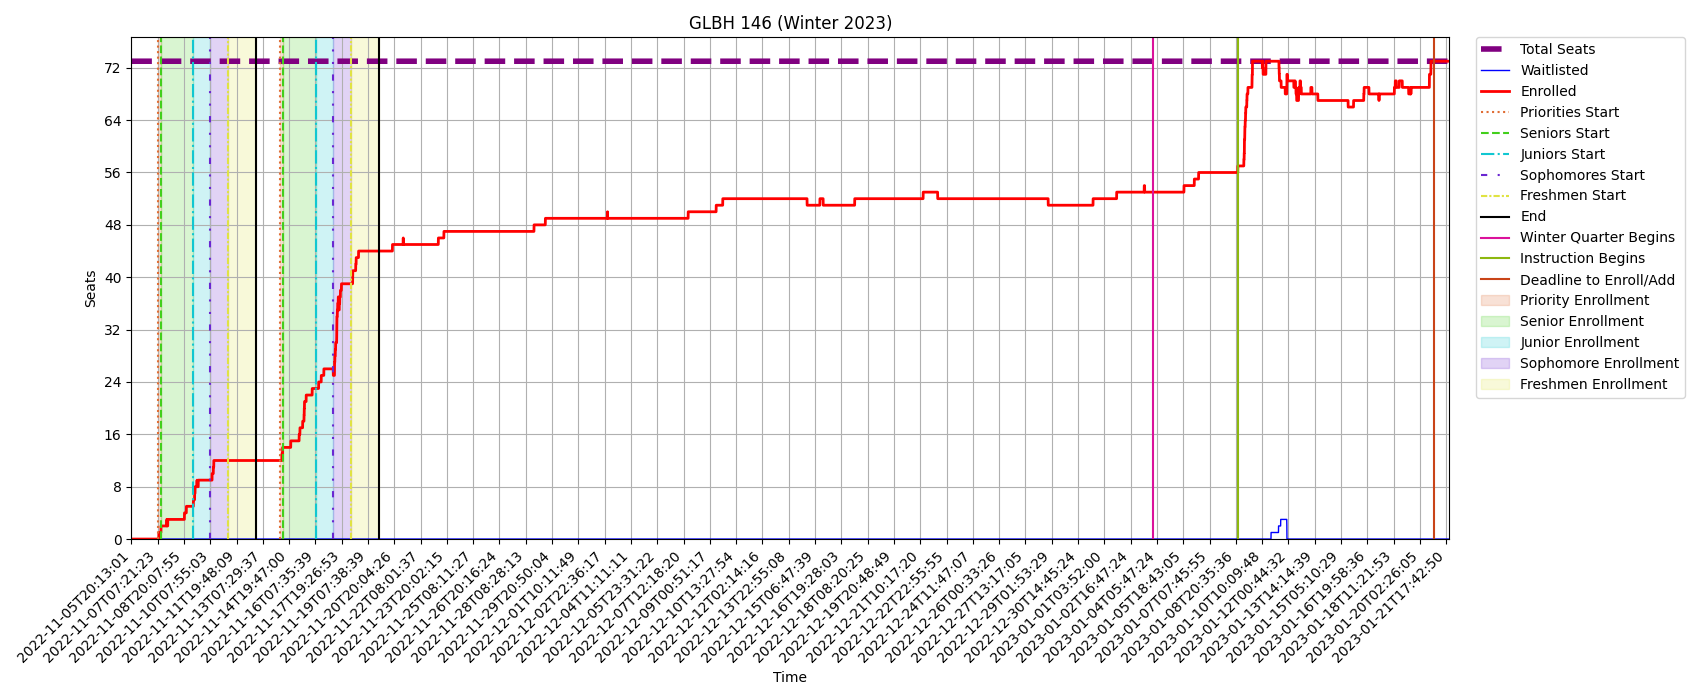 GLBH 146 (Winter 2023)
Seats
72
64
56
48
40
32
24
16
8
0
2022-11-05T20:13:01
2022-11-07T07:21:23
2022-11-08T20:07:55
2022-11-10T07:55:03
2022-11-11T19:48:09
2022-11-13T07:29:37
2022-11-14T19:47:00
2022-11-16T07:35:39
2022-11-17T19:26:53
2022-11-19T07:38:39
2022-11-20T20:04:26
2022-11-22T08:01:37
2022-11-23T20:02:15
2022-11-25T08:11:27
2022-11-26T20:16:24
2022-11-28T08:28:13
2022-11-29T20:50:04
2022-12-01T10:11:49
2022-12-02T22:36:17
2022-12-04T11:11:11
2022-12-05T23:31:22
2022-12-07T12:18:20
2022-12-09T00:51:17
2022-12-10T13:27:54
2022-12-12T02:14:16
2022-12-13T22:55:08
2022-12-15T06:47:39
2022-12-16T19:28:03
2022-12-18T08:20:25
2022-12-19T20:48:49
2022-12-21T10:17:20
2022-12-22T22:55:55
2022-12-24T11:47:07
2022-12-26T00:33:26
2022-12-27T13:17:05
2022-12-29T01:53:29
2022-12-30T14:45:24
2023-01-01T03:52:00
2023-01-02T16:47:24
2023-01-04T05:47:24
2023-01-05T18:43:05
2023-01-07T07:45:55
2023-01-08T20:35:36
2023-01-10T10:09:48
2023-01-12T00:44:32
2023-01-13T14:14:39
2023-01-15T05:10:29
2023-01-16T19:58:36
2023-01-18T11:21:53
2023-01-20T02:26:05
2023-01-21T17:42:50
Time
Total Seats
Waitlisted
Enrolled
Priorities Start
Seniors Start
Juniors Start
Sophomores Start
Freshmen Start
End
Winter Quarter Begins
Instruction Begins
Deadline to Enroll/Add
Priority Enrollment
Senior Enrollment
Junior Enrollment
Sophomore Enrollment
Freshmen Enrollment